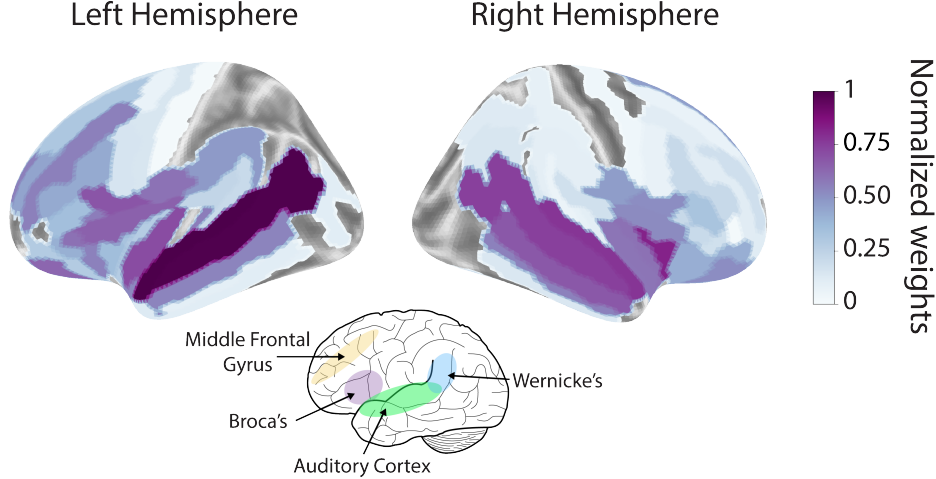 Left Hemisphere
Right Hemisphere
Normalized weights
1
0.75
0.50
0.25
0
Middle Frontal
Gyrus
Wernicke's
Broca's
Auditory Cortex